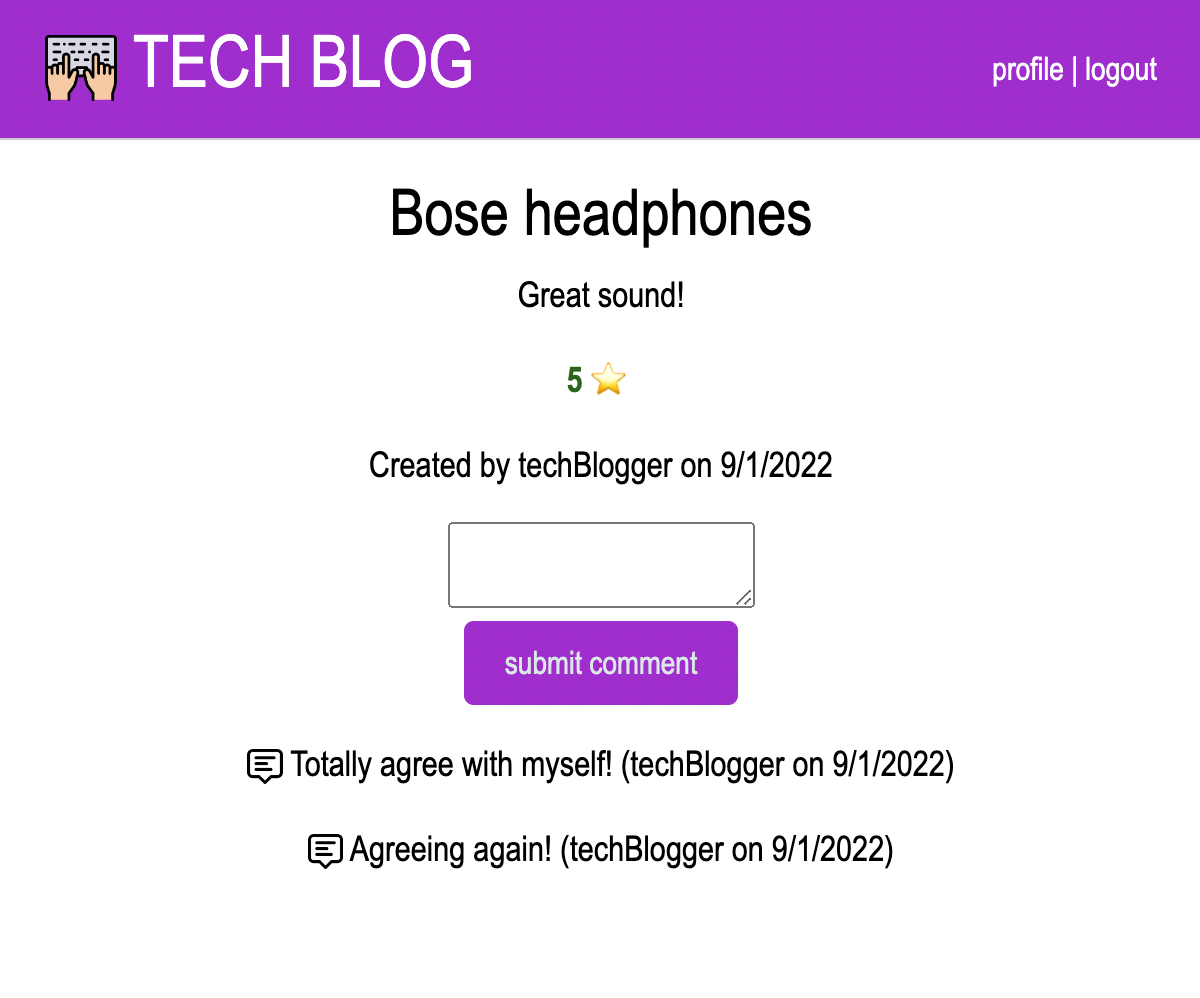 TECH BLOG
profile | logout
Bose headphones
Great sound!
5 ⭐
Created by techBlogger on 9/1/2022
submit comment
Totally agree with myself! (techBlogger on 9/1/2022)
Agreeing again! (techBlogger on 9/1/2022)